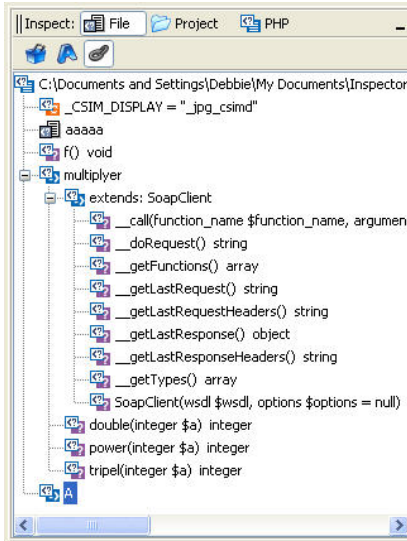 Inspect: File Project PHP
C:\Documents and Settings\Debbie\My Documents\Inspector
_CSIM_DISPLAY = "_jpg_csimd"
aaaaa
f() void
multiplyer
extends: SoapClient
__call(function_name $function_name, argumen
__doRequest() string
__getFunctions() array
__getLastRequest() string
__getLastRequestHeaders() string
__getLastResponse() object
__getLastResponseHeaders() string
__getTypes() array
SoapClient(wsdl $wsdl, options $options = null)
double(integer $a) integer
power(integer $a) integer
tripel(integer $a) integer
A